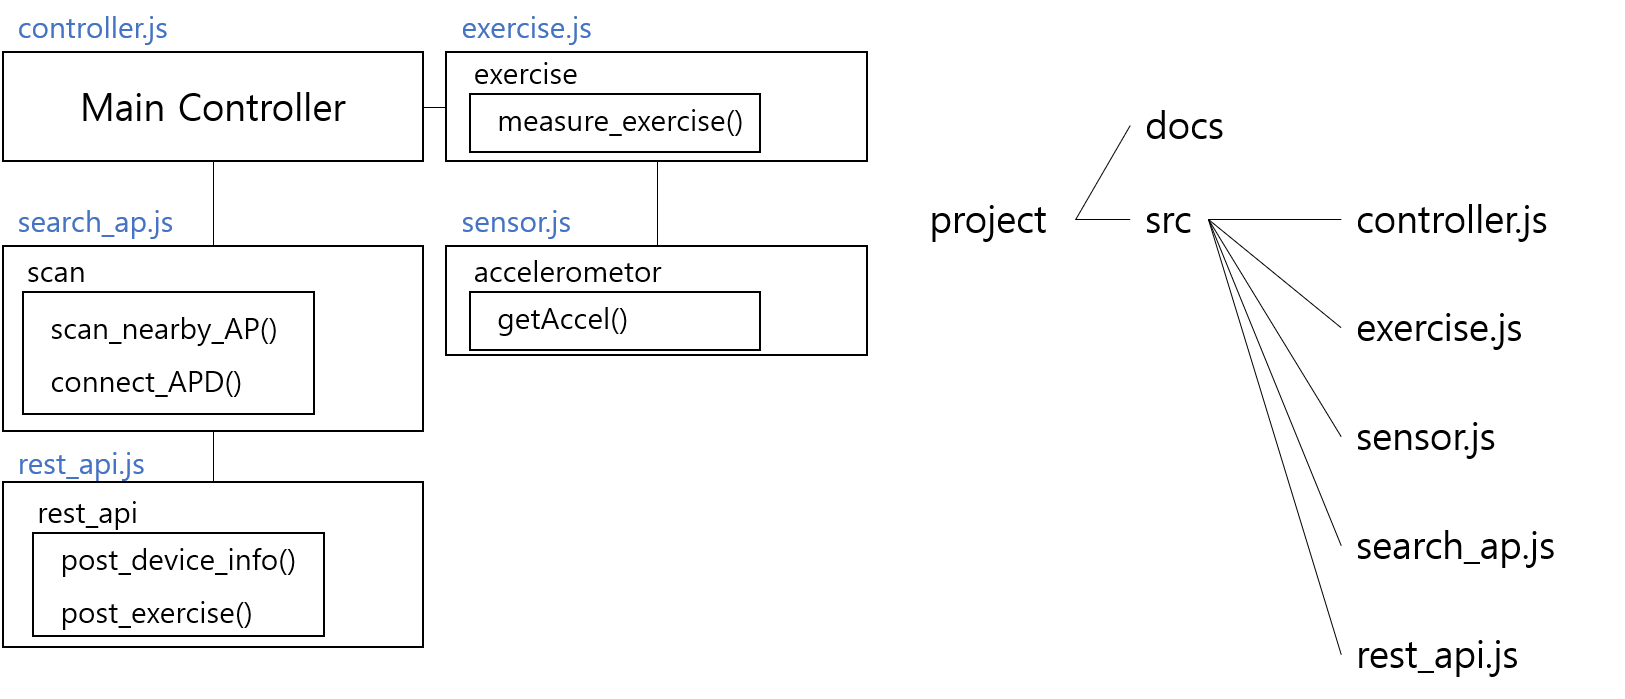 controller.js
Main Controller
exercise.js
exercise
measure_exercise()
search_ap.js
scan
scan_nearby_AP()
connect_APD()
sensor.js
accelerometor
getAccel()
rest_api.js
rest_api
post_device_info()
post_exercise()
project
docs
src
controller.js
exercise.js
sensor.js
search_ap.js
rest_api.js